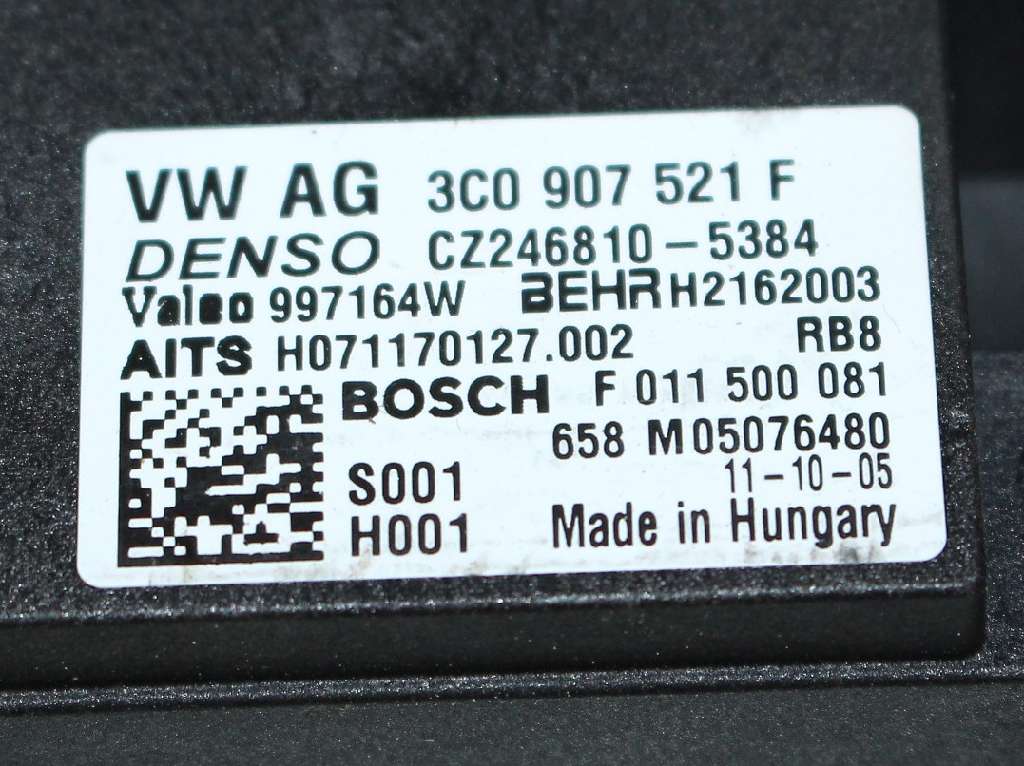 VW AG 3C0 907 521 F
DENSO CZ246810-5384
Valeo 997164W BEHR H2162003
AITS H071170127.002 RB8
BOSCH F 011 500 081
658 M05076480
S001 11-10-05
H001 Made in Hungary